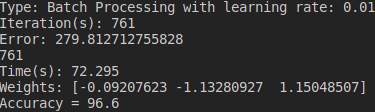 Type: Batch Processing with learning rate: 0.01
Iteration(s): 761
Error: 279.812712755828
761
Time(s): 72.295
Weights: [-0.09207623 -1.13280927  1.15048507]
Accuracy = 96.6